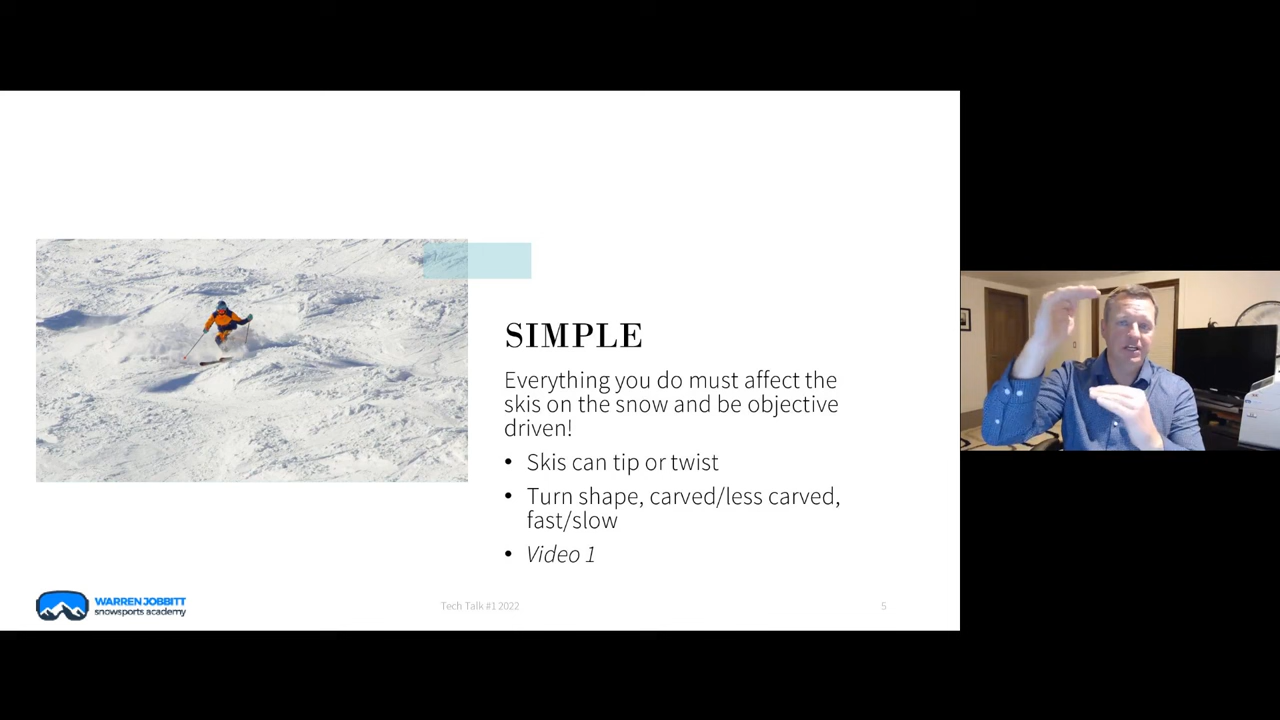 SIMPLE
Everything you do must affect the
skis on the snow and be objective
driven!
• Skis can tip or twist
• Turn shape, carved/less carved,
fast/slow
• Video 1
WARREN JOBBITT
snowsports academy
Tech Talk #1 2022
5